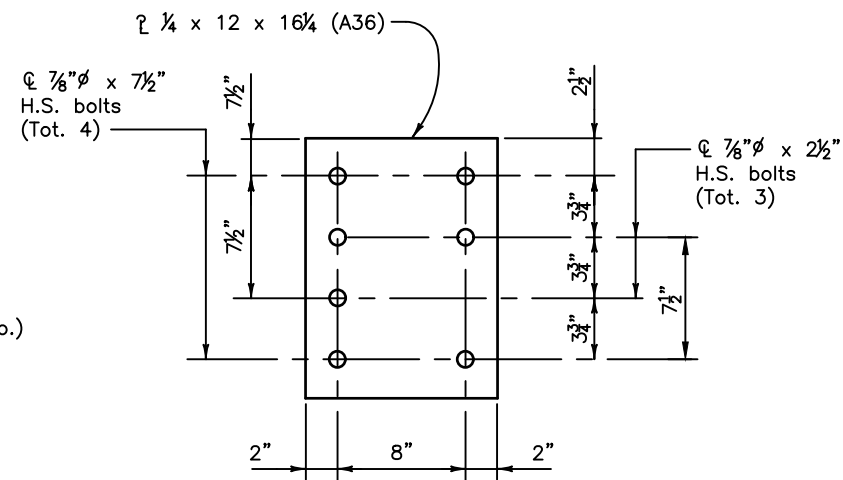 ℄ ¼ x 12 x 16¼ (A36)
℄ ⅞"ø x 7½"
H.S. bolts
(Tot. 4)
7½"
2½"
℄ ⅞"ø x 2½"
H.S. bolts
(Tot. 3)
7½"
3¾"
3¾"
3¾"
7½"
o.)
2"
8"
2"